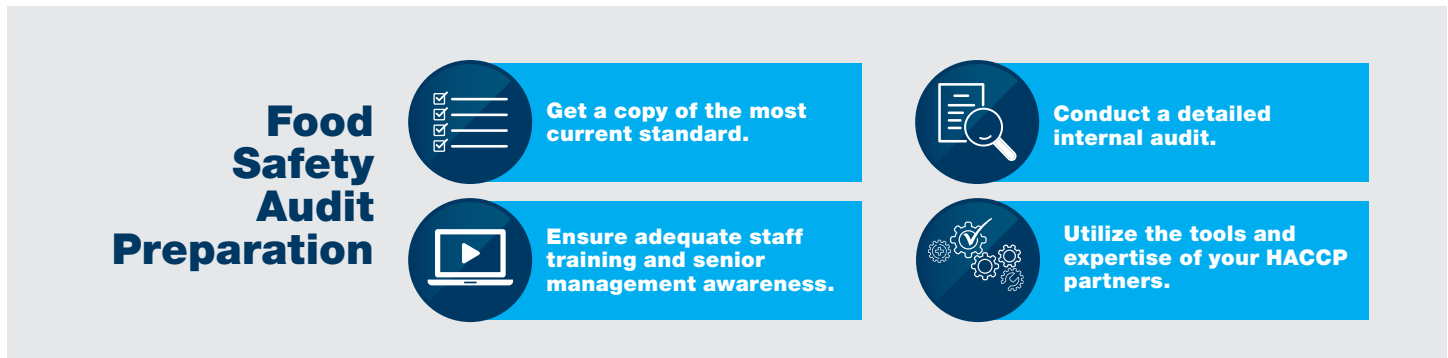 Food
Safety
Audit
Preparation
Get a copy of the most
current standard.
Conduct a detailed
internal audit.
Ensure adequate staff
training and senior
management awareness.
Utilize the tools and
expertise of your HACCP
partners.